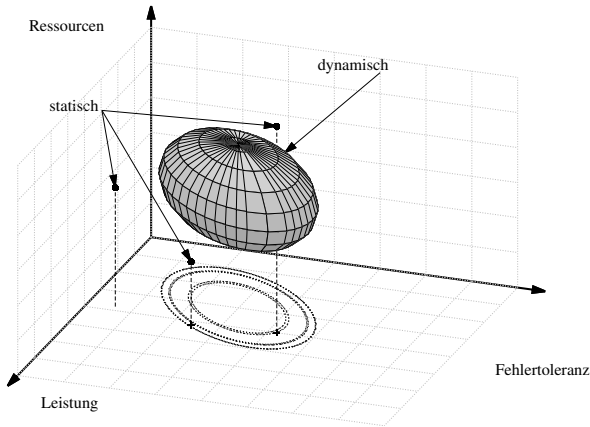 Ressourcen
dynamisch
statisch
Fehlertoleranz
Leistung